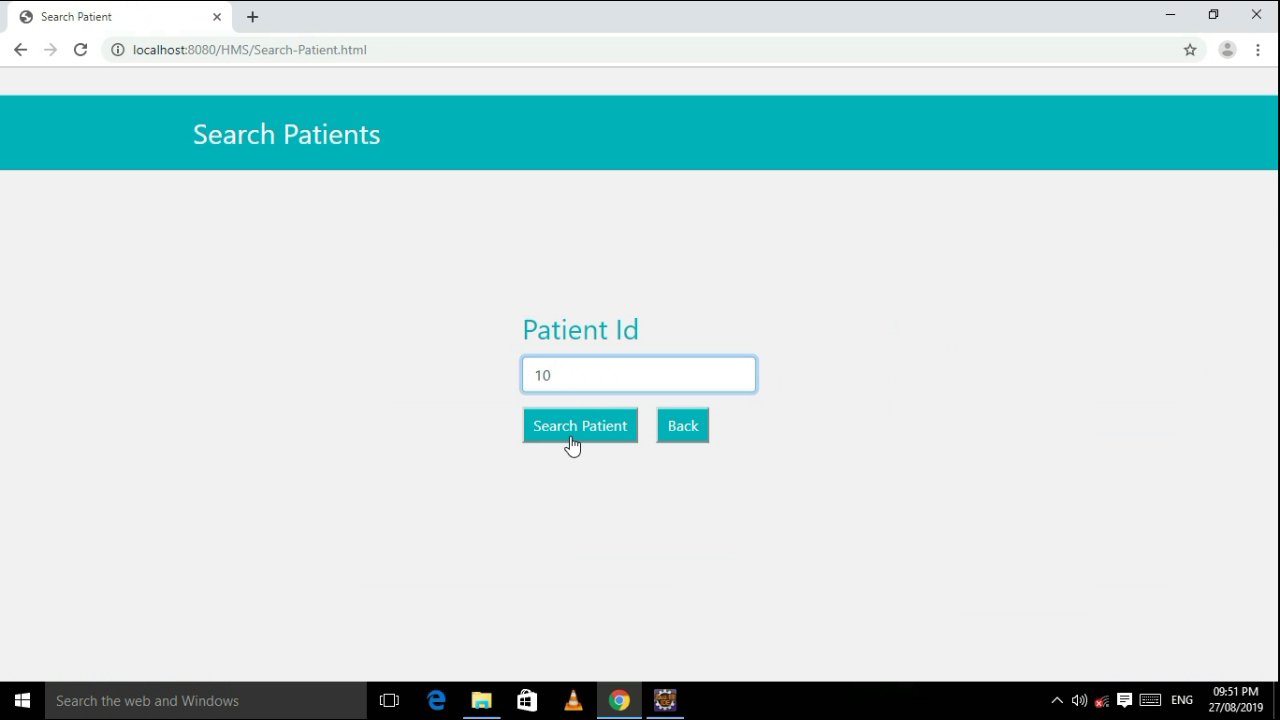 Search Patient
localhost:8080/HMS/Search-Patient.html
Search Patients
Patient Id
10
Search Patient Back
Search the web and Windows
ENG
09:51 PM
27/08/2019